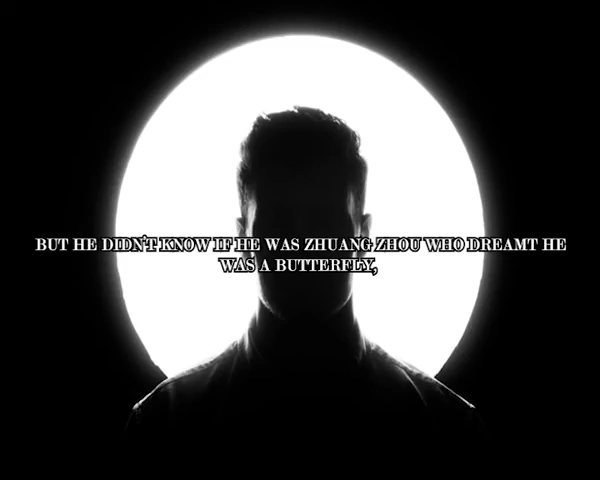 BUT HE DIDN'T KNOW IF HE WAS ZHUANG ZHOU WHO DREAMT HE
WAS A BUTTERFLY,